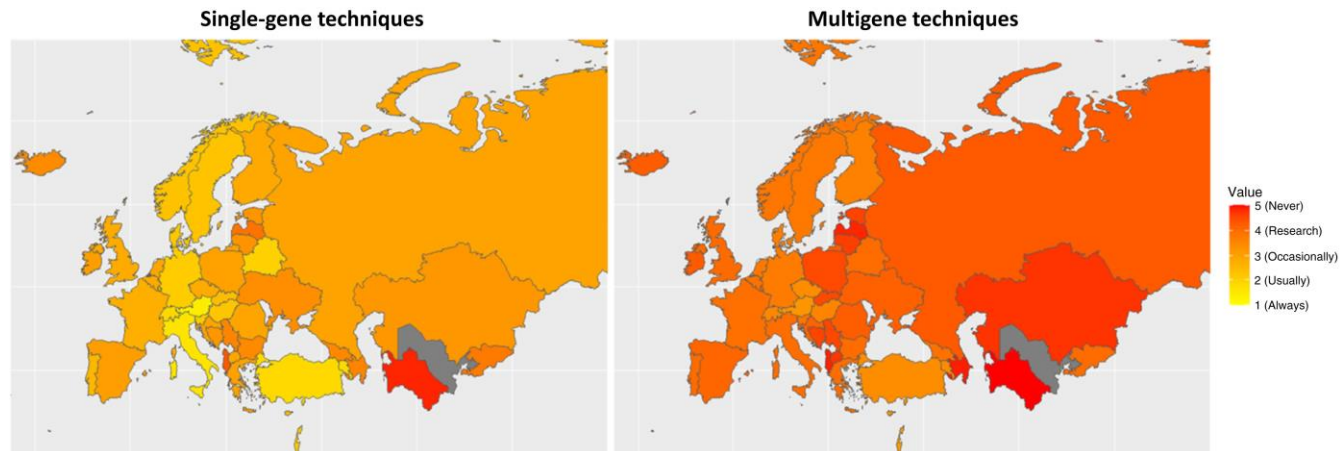 Single-gene techniques
Multigene techniques
Value
5 (Never)
4 (Research)
3 (Occasionally)
2 (Usually)
1 (Always)